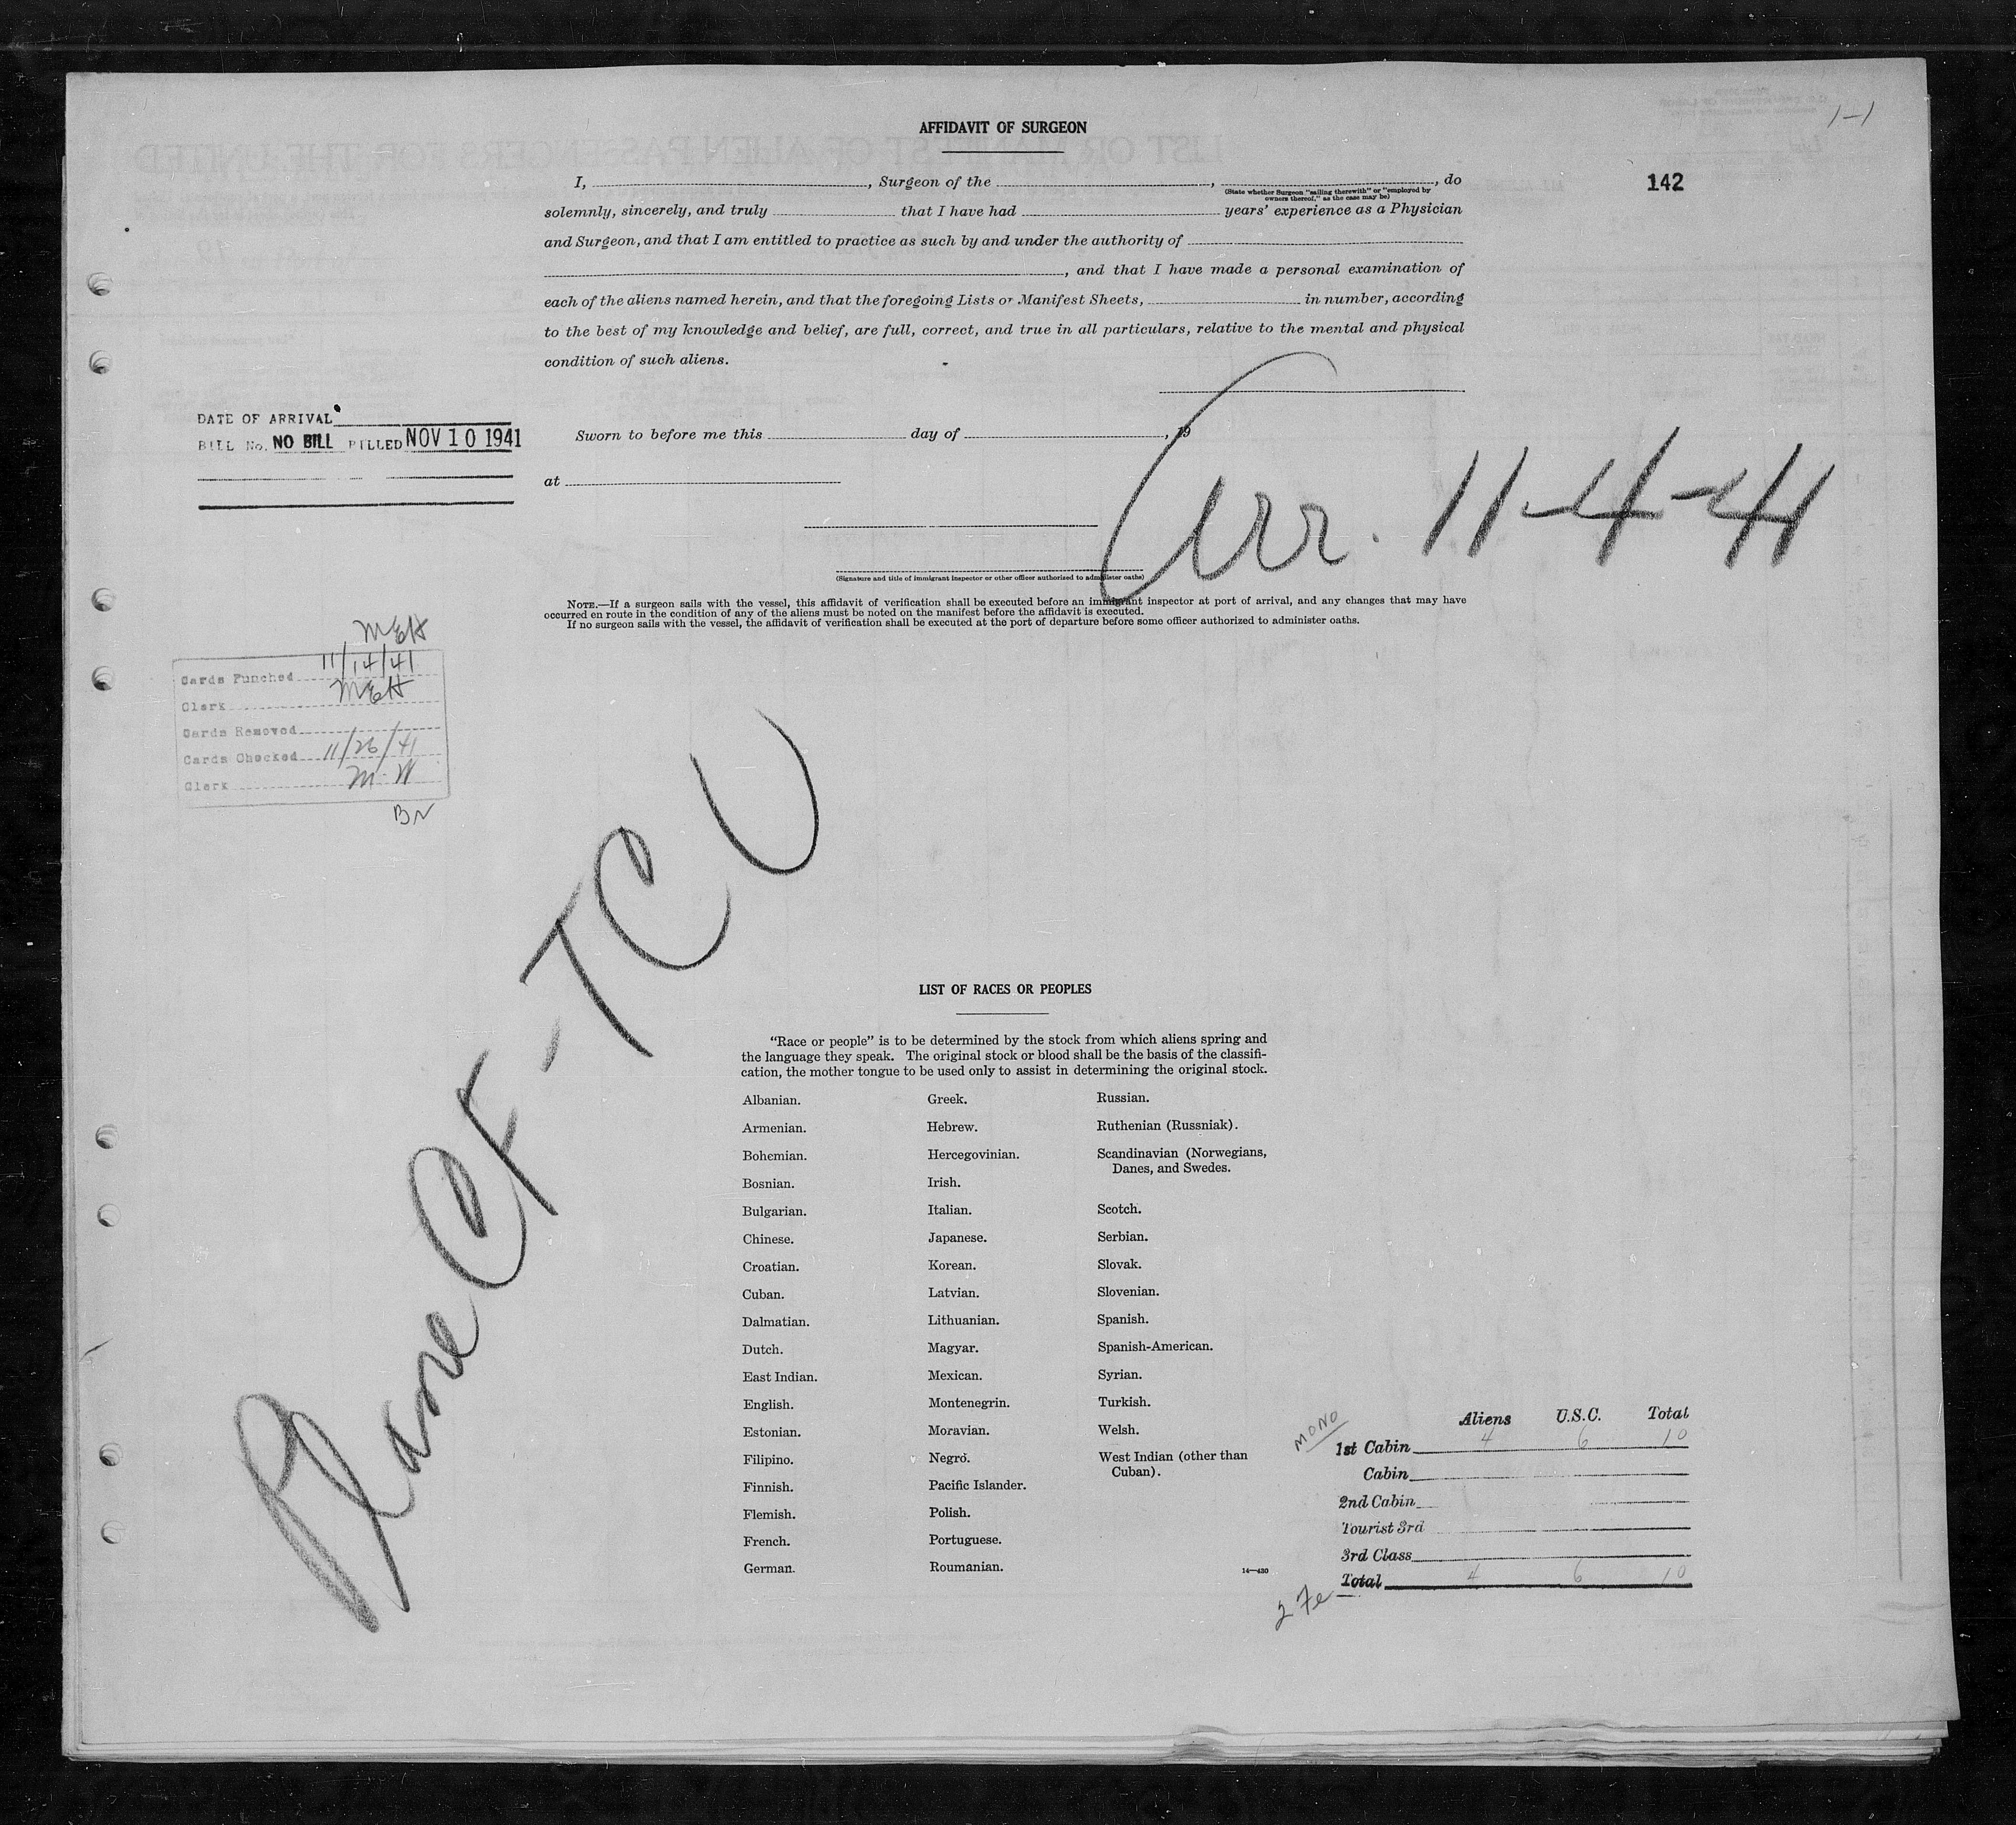 1-1
AFFIDAVIT OF SURGEON
142
I, , Surgeon of the , , do
(State whether Surgeon "sailing therewith" or "employed by
owners thereof," as the case may be)
solemnly, sincerely, and truly that I have had years' experience as a Physician
and Surgeon, and that I am entitled to practice as such by and under the authority of
, and that I have made a personal examination of
each of the aliens named herein, and that the foregoing Lists or Manifest Sheets, in number, according
to the best of my knowledge and belief, are full, correct, and true in all particulars, relative to the mental and physical
condition of such aliens.
DATE OF ARRIVAL
BILL No. NO BILL BILLED NOV 10 1941
Sworn to before me this day of , 19
at
Arr. 11-4-41
(Signature and title of immigrant inspector or other officer authorized to administer oaths)
NOTE.—If a surgeon sails with the vessel, this affidavit of verification shall be executed before an immigrant inspector at port of arrival, and any changes that may have
occurred en route in the condition of any of the aliens must be noted on the manifest before the affidavit is executed.
If no surgeon sails with the vessel, the affidavit of verification shall be executed at the port of departure before some officer authorized to administer oaths.
MEH
Cards Punched 11/14/41
Clerk MEH
Cards Removed
Cards Checked 11/26/41
Clerk M. W
BN
Plane CF-TCU
LIST OF RACES OR PEOPLES
"Race or people" is to be determined by the stock from which aliens spring and
the language they speak. The original stock or blood shall be the basis of the classifi-
cation, the mother tongue to be used only to assist in determining the original stock.
Albanian. Greek. Russian.
Armenian. Hebrew. Ruthenian (Russniak).
Bohemian. Hercegovinian. Scandinavian (Norwegians,
Danes, and Swedes.
Bosnian. Irish.
Bulgarian. Italian. Scotch.
Chinese. Japanese. Serbian.
Croatian. Korean. Slovak.
Cuban. Latvian. Slovenian.
Dalmatian. Lithuanian. Spanish.
Dutch. Magyar. Spanish-American.
East Indian. Mexican. Syrian.
English. Montenegrin. Turkish.
Estonian. Moravian. Welsh.
Filipino. Negro. West Indian (other than
Cuban).
Finnish. Pacific Islander.
Flemish. Polish.
French. Portuguese.
German. Roumanian.
14—430
MONO
Aliens U.S.C. Total
1st Cabin 4 6 10
Cabin
2nd Cabin
Tourist 3rd
3rd Class
Total 4 6 10
2 Fe